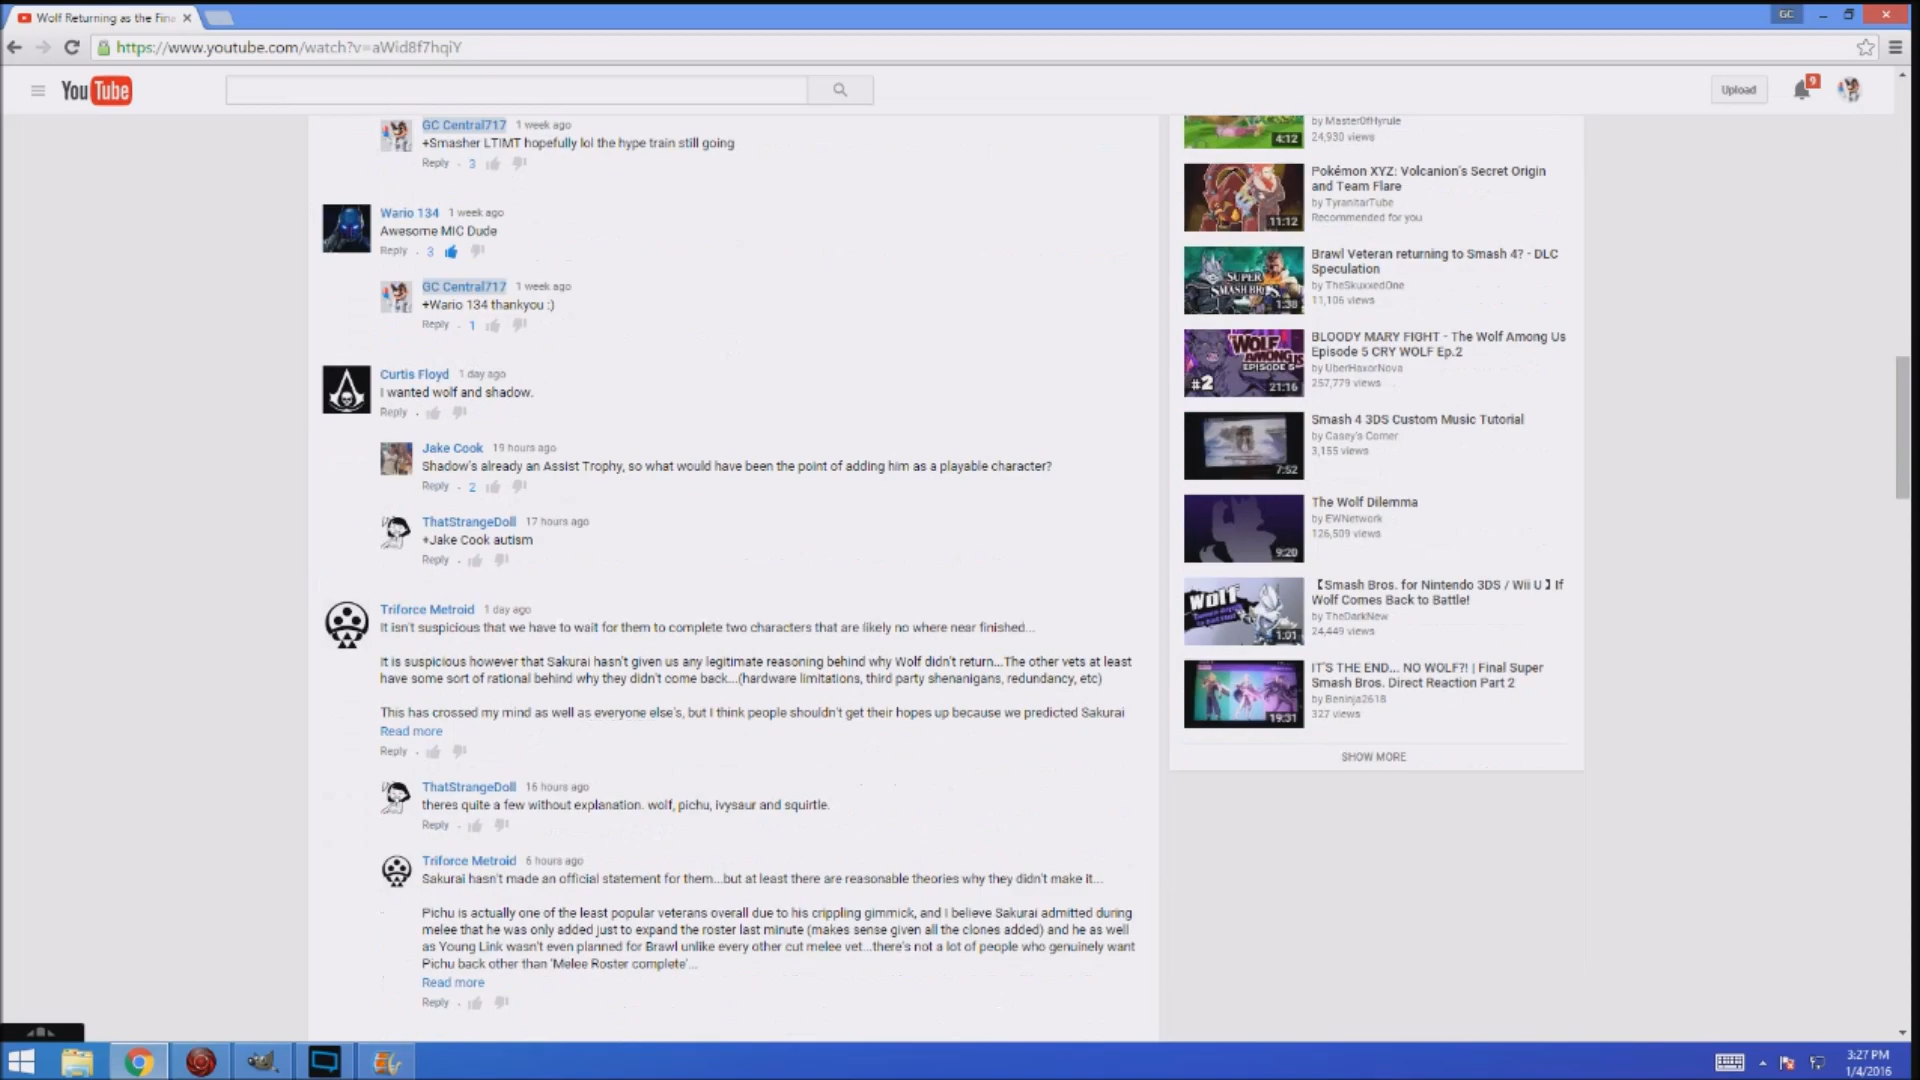 Wolf Returning as the Fina
GC
https://www.youtube.com/watch?v=aWid8f7hqiY
YouTube
Upload
9
GC Central717 1 week ago
+Smasher LTIMT hopefully lol the hype train still going
Reply · 3
Wario 134 1 week ago
Awesome MIC Dude
Reply · 3
GC Central717 1 week ago
+Wario 134 thankyou :)
Reply · 1
Curtis Floyd 1 day ago
I wanted wolf and shadow.
Reply ·
Jake Cook 19 hours ago
Shadow's already an Assist Trophy, so what would have been the point of adding him as a playable character?
Reply · 2
ThatStrangeDoll 17 hours ago
+Jake Cook autism
Reply ·
Triforce Metroid 1 day ago
It isn't suspicious that we have to wait for them to complete two characters that are likely no where near finished...
It is suspicious however that Sakurai hasn't given us any legitimate reasoning behind why Wolf didn't return...The other vets at least
have some sort of rational behind why they didn't come back...(hardware limitations, third party shenanigans, redundancy, etc)
This has crossed my mind as well as everyone else's, but I think people shouldn't get their hopes up because we predicted Sakurai
Read more
Reply ·
ThatStrangeDoll 16 hours ago
theres quite a few without explanation. wolf, pichu, ivysaur and squirtle.
Reply ·
Triforce Metroid 6 hours ago
Sakurai hasn't made an official statement for them...but at least there are reasonable theories why they didn't make it...
Pichu is actually one of the least popular veterans overall due to his crippling gimmick, and I believe Sakurai admitted during
melee that he was only added just to expand the roster last minute (makes sense given all the clones added) and he as well
as Young Link wasn't even planned for Brawl unlike every other cut melee vet...there's not a lot of people who genuinely want
Pichu back other than 'Melee Roster complete'...
Read more
Reply ·
4:12
by MasterOfHyrule
24,930 views
11:12
Pokémon XYZ: Volcanion's Secret Origin
and Team Flare
by TyranitarTube
Recommended for you
SUPER
SMASH BROS
1:38
Brawl Veteran returning to Smash 4? - DLC
Speculation
by TheSkuxxedOne
11,106 views
WOLF
AMONG US
EPISODE 5
#2
21:16
BLOODY MARY FIGHT - The Wolf Among Us
Episode 5 CRY WOLF Ep.2
by UberHaxorNova
257,779 views
7:52
Smash 4 3DS Custom Music Tutorial
by Casey's Corner
3,155 views
9:20
The Wolf Dilemma
by EWNetwork
126,509 views
WOLF
1:01
【Smash Bros. for Nintendo 3DS / Wii U】If
Wolf Comes Back to Battle!
by TheDarkNew
24,449 views
19:31
IT'S THE END... NO WOLF?! | Final Super
Smash Bros. Direct Reaction Part 2
by Beninja2618
327 views
SHOW MORE
3:27 PM
1/4/2016